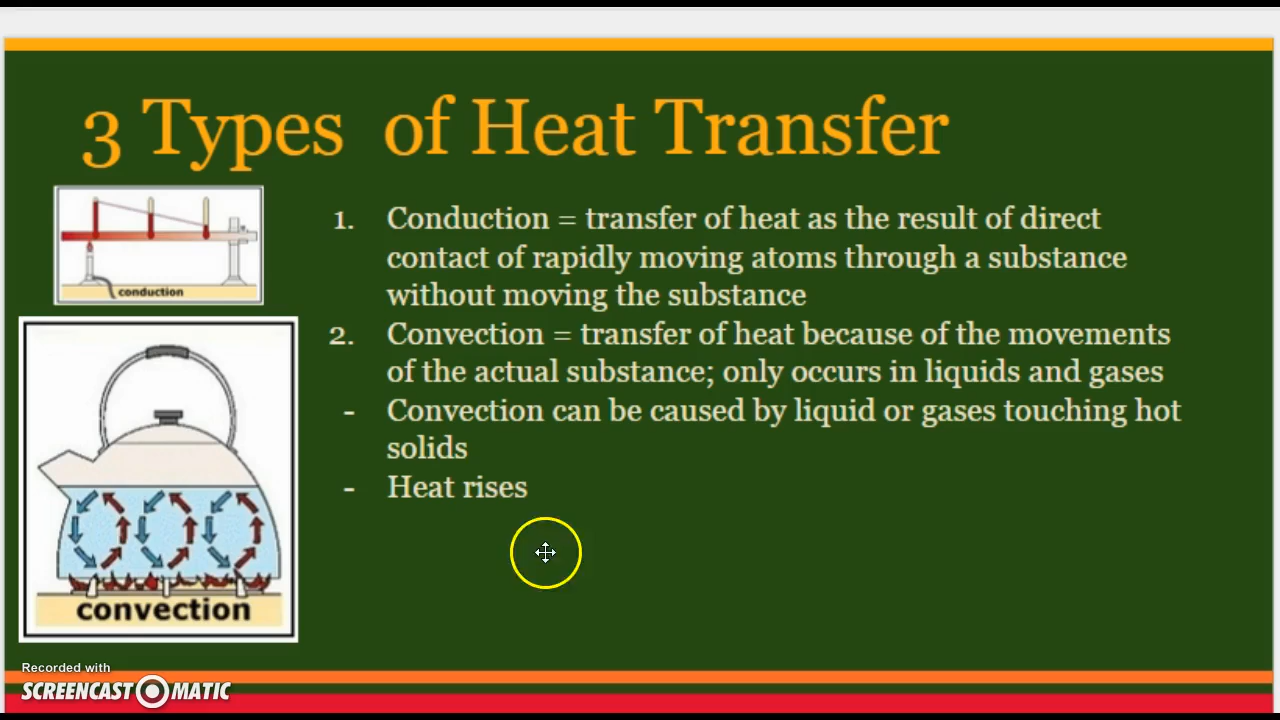 3 Types of Heat Transfer
1. Conduction = transfer of heat as the result of direct
contact of rapidly moving atoms through a substance
without moving the substance
2. Convection = transfer of heat because of the movements
of the actual substance; only occurs in liquids and gases
- Convection can be caused by liquid or gases touching hot
solids
- Heat rises
conduction
convection
Recorded with
SCREENCAST MATIC